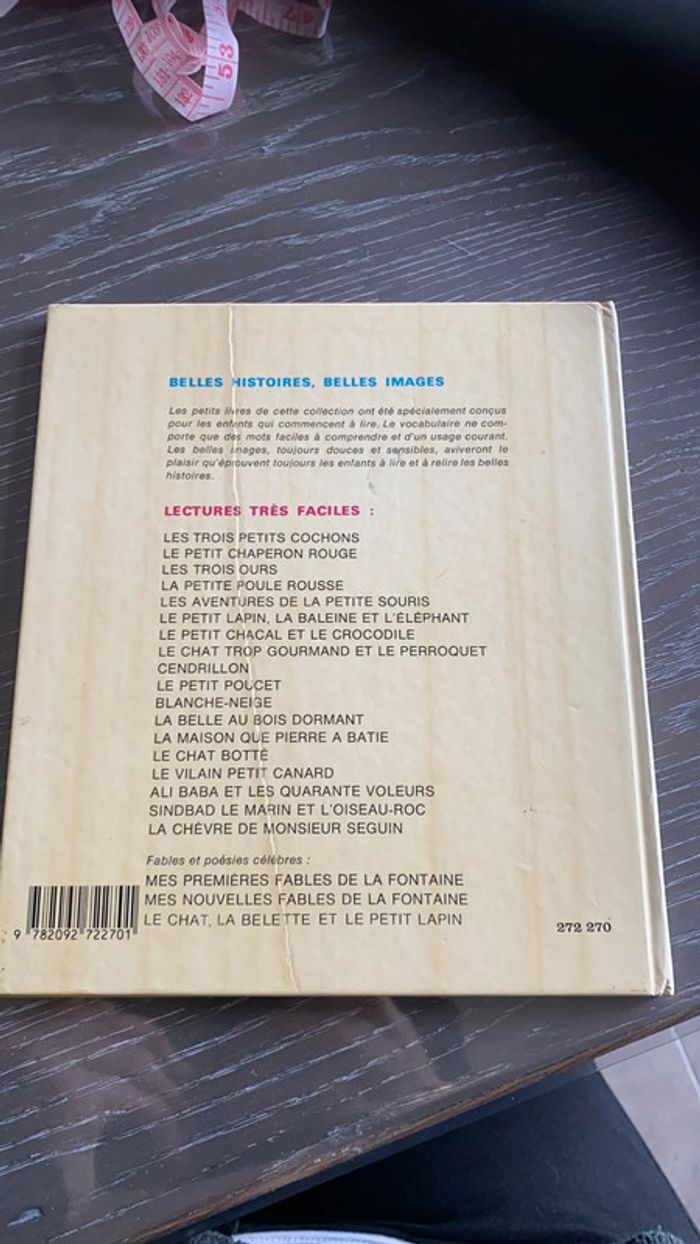 BELLES HISTOIRES, BELLES IMAGES
Les petits livres de cette collection ont été spécialement conçus
pour les enfants qui commencent à lire. Le vocabulaire ne com-
porte que des mots faciles à comprendre et d'un usage courant.
Les belles images, toujours douces et sensibles, aviveront le
plaisir qu'éprouvent toujours les enfants à lire et à relire les belles
histoires.
LECTURES TRÈS FACILES :
LES TROIS PETITS COCHONS
LE PETIT CHAPERON ROUGE
LES TROIS OURS
LA PETITE POULE ROUSSE
LES AVENTURES DE LA PETITE SOURIS
LE PETIT LAPIN, LA BALEINE ET L'ÉLÉPHANT
LE PETIT CHACAL ET LE CROCODILE
LE CHAT TROP GOURMAND ET LE PERROQUET
CENDRILLON
LE PETIT POUCET
BLANCHE-NEIGE
LA BELLE AU BOIS DORMANT
LA MAISON QUE PIERRE A BATIE
LE CHAT BOTTÉ
LE VILAIN PETIT CANARD
ALI BABA ET LES QUARANTE VOLEURS
SINDBAD LE MARIN ET L'OISEAU-ROC
LA CHÈVRE DE MONSIEUR SEGUIN
Fables et poésies célèbres :
MES PREMIÈRES FABLES DE LA FONTAINE
MES NOUVELLES FABLES DE LA FONTAINE
LE CHAT, LA BELETTE ET LE PETIT LAPIN
9 782092 722701
272 270
53